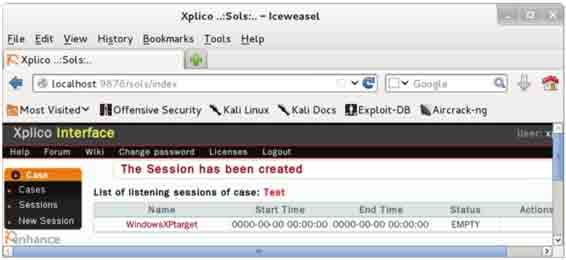 Xplico ..:Sols:.. – Iceweasel
File Edit View History Bookmarks Tools Help
Xplico ..:Sols:..
localhost:9876/sols/index
Google
Most Visited Offensive Security Kali Linux Kali Docs Exploit-DB Aircrack-ng
Xplico Interface
User: x
Help Forum Wiki Change password Licenses Logout
Case
Cases
Sessions
New Session
The Session has been created
List of listening sessions of case: Test
Name Start Time End Time Status Actions
WindowsXPtarget 0000-00-00 00:00:00 0000-00-00 00:00:00 EMPTY
enhance